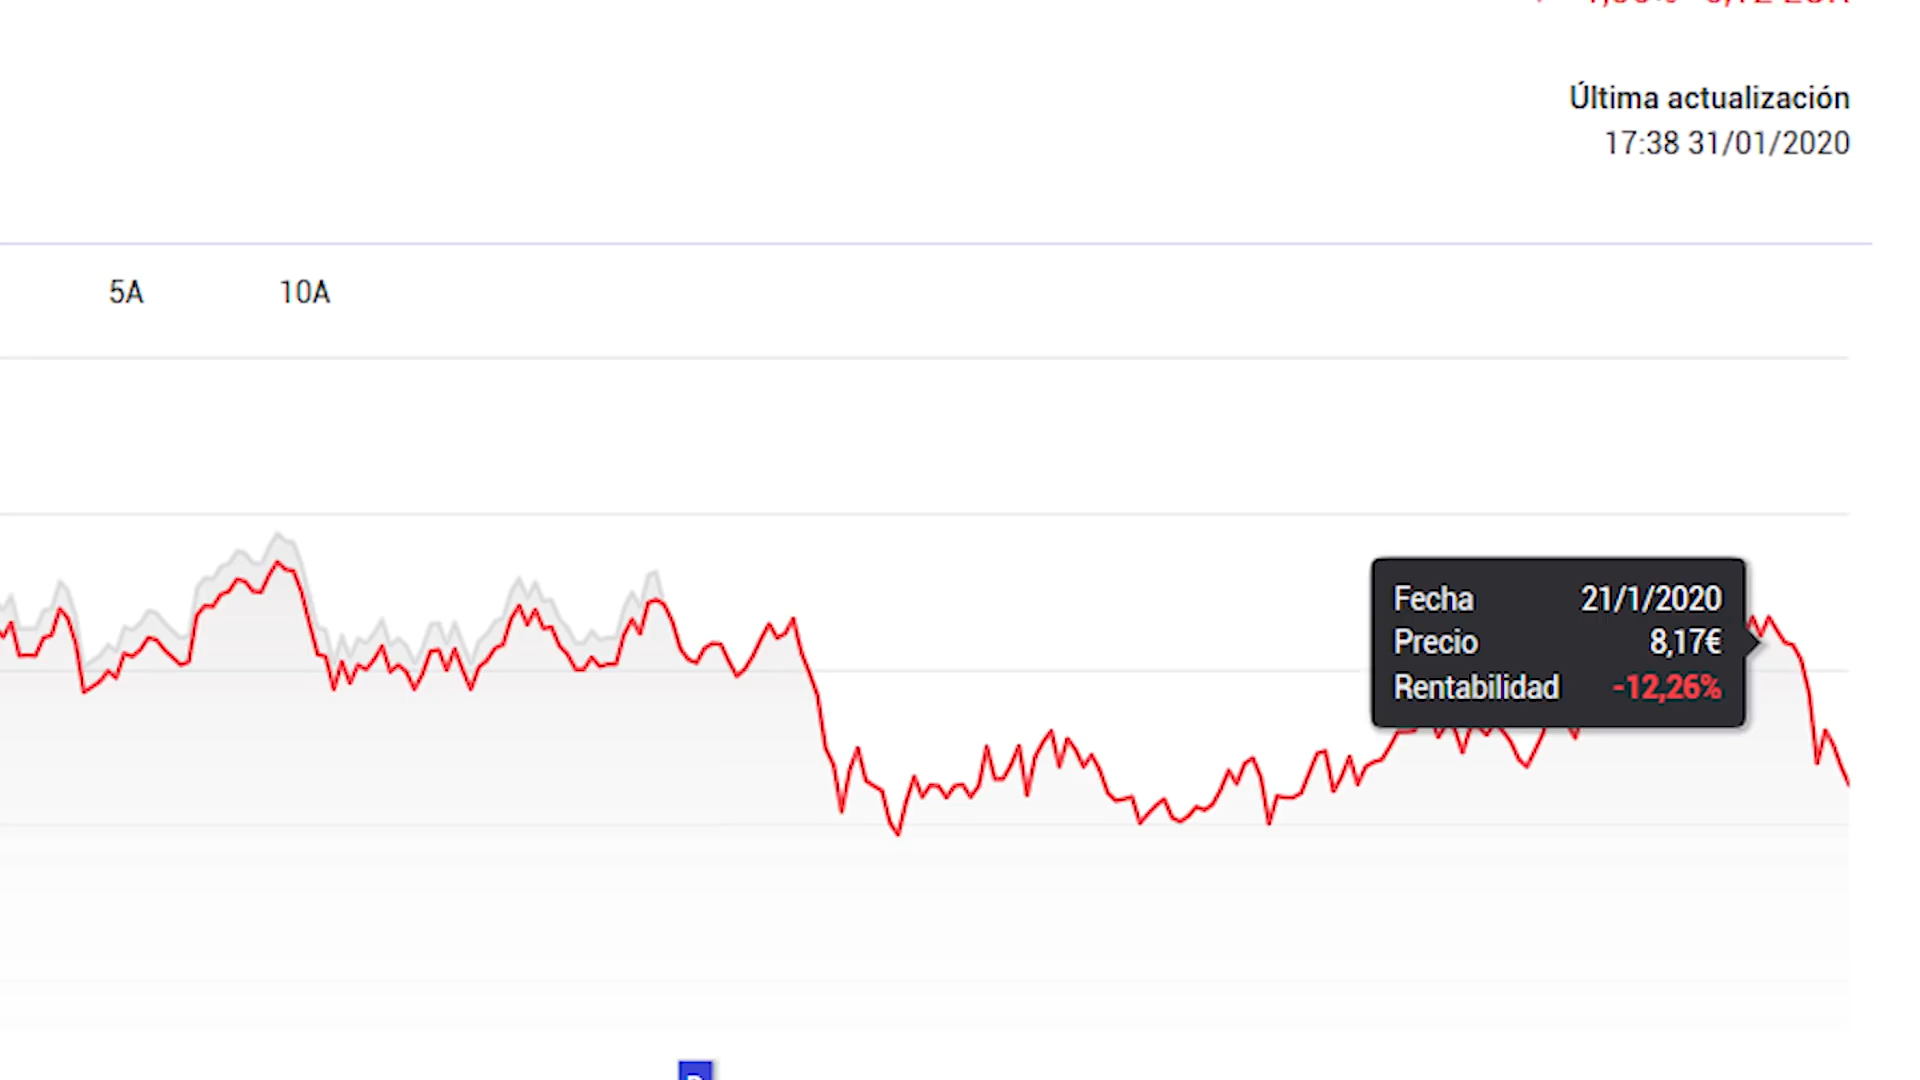 Última actualización
17:38 31/01/2020
5A 10A
Fecha 21/1/2020
Precio 8,17€
Rentabilidad -12,26%